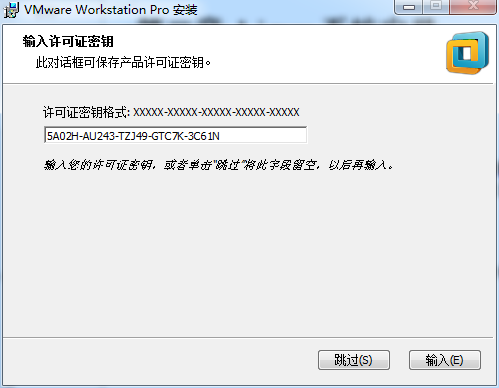 VMware Workstation Pro 安装
输入许可证密钥
此对话框可保存产品许可证密钥。
许可证密钥格式: XXXXX-XXXXX-XXXXX-XXXXX-XXXXX
5A02H-AU243-TZJ49-GTC7K-3C61N
输入您的许可证密钥，或者单击"跳过"将此字段留空，以后再输入。
跳过(S)
输入(E)